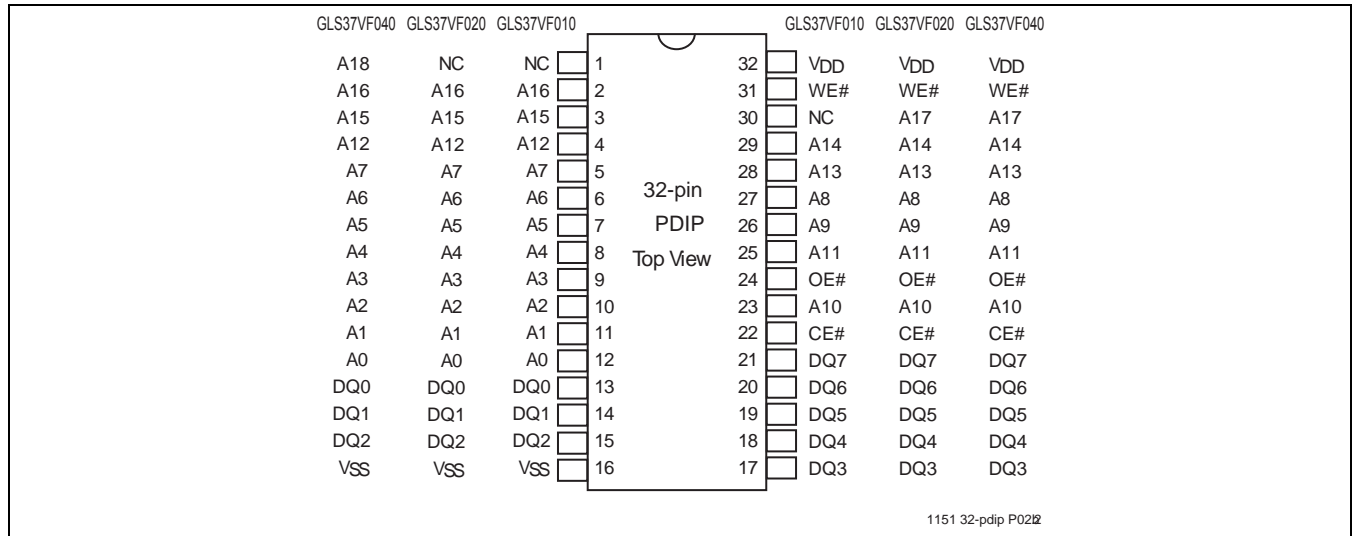 GLS37VF040 GLS37VF020 GLS37VF010 GLS37VF010 GLS37VF020 GLS37VF040
A18 NC NC 1 32 VDD VDD VDD
A16 A16 A16 2 31 WE# WE# WE#
A15 A15 A15 3 30 NC A17 A17
A12 A12 A12 4 29 A14 A14 A14
A7 A7 A7 5 28 A13 A13 A13
A6 A6 A6 6 32-pin 27 A8 A8 A8
A5 A5 A5 7 PDIP 26 A9 A9 A9
A4 A4 A4 8 Top View 25 A11 A11 A11
A3 A3 A3 9 24 OE# OE# OE#
A2 A2 A2 10 23 A10 A10 A10
A1 A1 A1 11 22 CE# CE# CE#
A0 A0 A0 12 21 DQ7 DQ7 DQ7
DQ0 DQ0 DQ0 13 20 DQ6 DQ6 DQ6
DQ1 DQ1 DQ1 14 19 DQ5 DQ5 DQ5
DQ2 DQ2 DQ2 15 18 DQ4 DQ4 DQ4
VSS VSS VSS 16 17 DQ3 DQ3 DQ3
1151 32-pdip